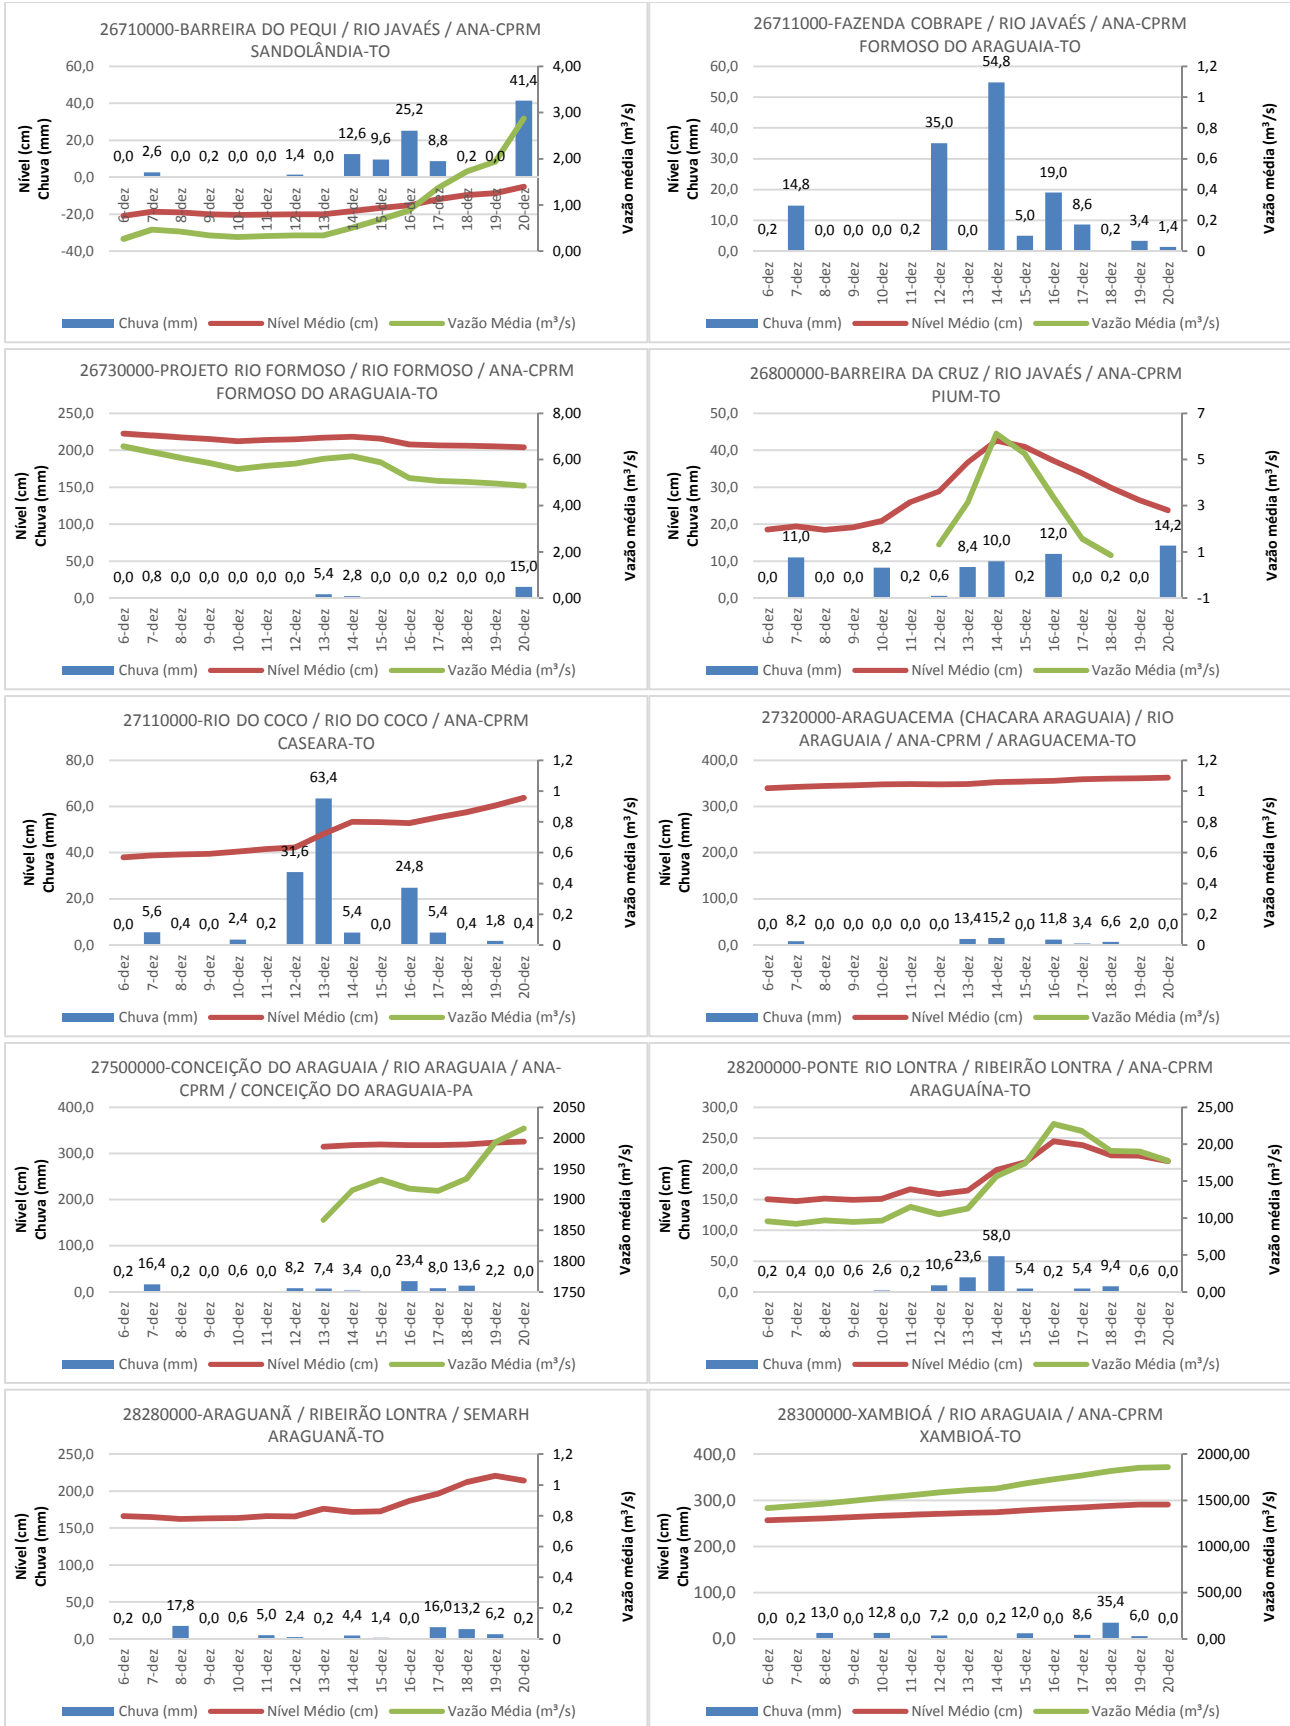 26710000-BARREIRA DO PEQUI / RIO JAVAÉS / ANA-CPRM
SANDOLÂNDIA-TO
Nível (cm)
Chuva (mm)
Vazão média (m³/s)
60,0
40,0
20,0
0,0
-20,0
-40,0
4,00
3,00
2,00
1,00
0,00
0,0 2,6 0,0 0,2 0,0 0,0 1,4 0,0 12,6 9,6 25,2 8,8 0,2 0,0 41,4
6-dez 7-dez 8-dez 9-dez 10-dez 11-dez 12-dez 13-dez 14-dez 15-dez 16-dez 17-dez 18-dez 19-dez 20-dez
Chuva (mm) Nível Médio (cm) Vazão Média (m³/s)
26711000-FAZENDA COBRAPE / RIO JAVAÉS / ANA-CPRM
FORMOSO DO ARAGUAIA-TO
Nível (cm)
Chuva (mm)
Vazão média (m³/s)
60,0
50,0
40,0
30,0
20,0
10,0
0,0
1,2
1
0,8
0,6
0,4
0,2
0
0,2 14,8 0,0 0,0 0,0 0,2 35,0 0,0 54,8 5,0 19,0 8,6 0,2 3,4 1,4
6-dez 7-dez 8-dez 9-dez 10-dez 11-dez 12-dez 13-dez 14-dez 15-dez 16-dez 17-dez 18-dez 19-dez 20-dez
Chuva (mm) Nível Médio (cm) Vazão Média (m³/s)
26730000-PROJETO RIO FORMOSO / RIO FORMOSO / ANA-CPRM
FORMOSO DO ARAGUAIA-TO
Nível (cm)
Chuva (mm)
Vazão média (m³/s)
250,0
200,0
150,0
100,0
50,0
0,0
8,00
6,00
4,00
2,00
0,00
0,0 0,8 0,0 0,0 0,0 0,0 0,0 5,4 2,8 0,0 0,0 0,2 0,0 0,0 15,0
6-dez 7-dez 8-dez 9-dez 10-dez 11-dez 12-dez 13-dez 14-dez 15-dez 16-dez 17-dez 18-dez 19-dez 20-dez
Chuva (mm) Nível Médio (cm) Vazão Média (m³/s)
26800000-BARREIRA DA CRUZ / RIO JAVAÉS / ANA-CPRM
PIUM-TO
Nível (cm)
Chuva (mm)
Vazão média (m³/s)
50,0
40,0
30,0
20,0
10,0
0,0
7
5
3
1
-1
0,0 11,0 0,0 0,0 8,2 0,2 0,6 8,4 10,0 0,2 12,0 0,0 0,2 0,0 14,2
6-dez 7-dez 8-dez 9-dez 10-dez 11-dez 12-dez 13-dez 14-dez 15-dez 16-dez 17-dez 18-dez 19-dez 20-dez
Chuva (mm) Nível Médio (cm) Vazão Média (m³/s)
27110000-RIO DO COCO / RIO DO COCO / ANA-CPRM
CASEARA-TO
Nível (cm)
Chuva (mm)
Vazão média (m³/s)
80,0
60,0
40,0
20,0
0,0
1,2
1
0,8
0,6
0,4
0,2
0
0,0 5,6 0,4 0,0 2,4 0,2 31,6 63,4 5,4 0,0 24,8 5,4 0,4 1,8 0,4
6-dez 7-dez 8-dez 9-dez 10-dez 11-dez 12-dez 13-dez 14-dez 15-dez 16-dez 17-dez 18-dez 19-dez 20-dez
Chuva (mm) Nível Médio (cm) Vazão Média (m³/s)
27320000-ARAGUACEMA (CHACARA ARAGUAIA) / RIO
ARAGUAIA / ANA-CPRM / ARAGUACEMA-TO
Nível (cm)
Chuva (mm)
Vazão média (m³/s)
400,0
300,0
200,0
100,0
0,0
1,2
1
0,8
0,6
0,4
0,2
0
0,0 8,2 0,0 0,0 0,0 0,0 0,0 13,4 15,2 0,0 11,8 3,4 6,6 2,0 0,0
6-dez 7-dez 8-dez 9-dez 10-dez 11-dez 12-dez 13-dez 14-dez 15-dez 16-dez 17-dez 18-dez 19-dez 20-dez
Chuva (mm) Nível Médio (cm) Vazão Média (m³/s)
27500000-CONCEIÇÃO DO ARAGUAIA / RIO ARAGUAIA / ANA-
CPRM / CONCEIÇÃO DO ARAGUAIA-PA
Nível (cm)
Chuva (mm)
Vazão média (m³/s)
400,0
300,0
200,0
100,0
0,0
2050
2000
1950
1900
1850
1800
1750
0,2 16,4 0,2 0,0 0,6 0,0 8,2 7,4 3,4 0,0 23,4 8,0 13,6 2,2 0,0
6-dez 7-dez 8-dez 9-dez 10-dez 11-dez 12-dez 13-dez 14-dez 15-dez 16-dez 17-dez 18-dez 19-dez 20-dez
Chuva (mm) Nível Médio (cm) Vazão Média (m³/s)
28200000-PONTE RIO LONTRA / RIBEIRÃO LONTRA / ANA-CPRM
ARAGUAÍNA-TO
Nível (cm)
Chuva (mm)
Vazão média (m³/s)
300,0
250,0
200,0
150,0
100,0
50,0
0,0
25,00
20,00
15,00
10,00
5,00
0,00
0,2 0,4 0,0 0,6 2,6 0,2 10,6 23,6 58,0 5,4 0,2 5,4 9,4 0,6 0,0
6-dez 7-dez 8-dez 9-dez 10-dez 11-dez 12-dez 13-dez 14-dez 15-dez 16-dez 17-dez 18-dez 19-dez 20-dez
Chuva (mm) Nível Médio (cm) Vazão Média (m³/s)
28280000-ARAGUANÃ / RIBEIRÃO LONTRA / SEMARH
ARAGUANÃ-TO
Nível (cm)
Chuva (mm)
Vazão média (m³/s)
250,0
200,0
150,0
100,0
50,0
0,0
1,2
1
0,8
0,6
0,4
0,2
0
0,2 0,0 17,8 0,0 0,6 5,0 2,4 0,2 4,4 1,4 0,0 16,0 13,2 6,2 0,2
6-dez 7-dez 8-dez 9-dez 10-dez 11-dez 12-dez 13-dez 14-dez 15-dez 16-dez 17-dez 18-dez 19-dez 20-dez
Chuva (mm) Nível Médio (cm) Vazão Média (m³/s)
28300000-XAMBIOÁ / RIO ARAGUAIA / ANA-CPRM
XAMBIOÁ-TO
Nível (cm)
Chuva (mm)
Vazão média (m³/s)
400,0
300,0
200,0
100,0
0,0
2000,00
1500,00
1000,00
500,00
0,00
0,0 0,2 13,0 0,0 12,8 0,0 7,2 0,0 0,2 12,0 0,0 8,6 35,4 6,0 0,0
6-dez 7-dez 8-dez 9-dez 10-dez 11-dez 12-dez 13-dez 14-dez 15-dez 16-dez 17-dez 18-dez 19-dez 20-dez
Chuva (mm) Nível Médio (cm) Vazão Média (m³/s)